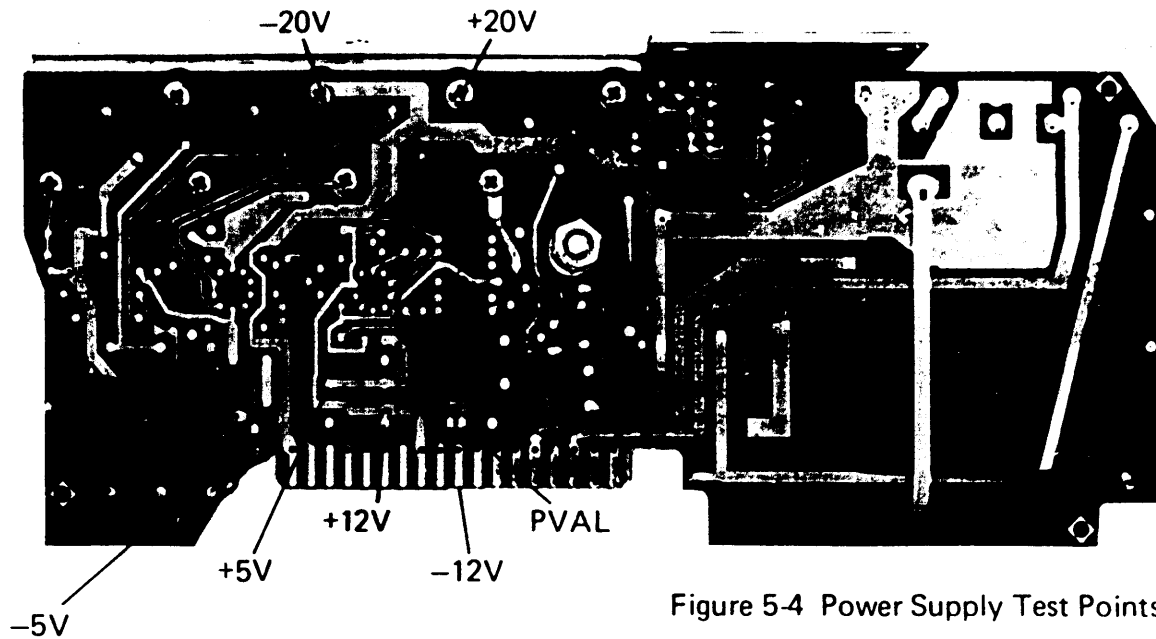 −20V
+20V
+12V
PVAL
+5V
−12V
−5V
Figure 5-4 Power Supply Test Points